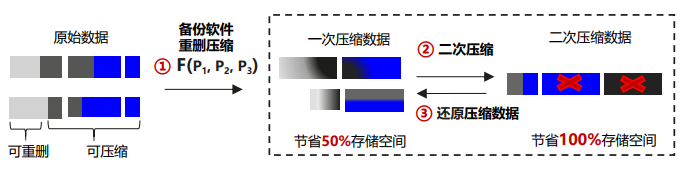 原始数据
可重删
可压缩
备份软件
重删压缩
① F(P1, P2, P3)
一次压缩数据
节省50%存储空间
② 二次压缩
③ 还原压缩数据
二次压缩数据
节省100%存储空间